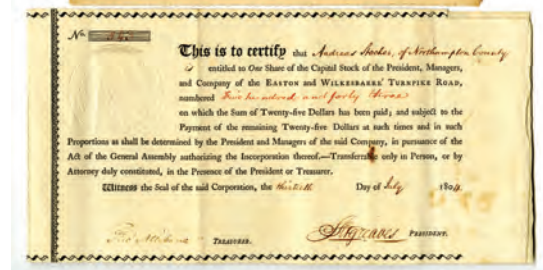 No.
This is to certify that Andreas Hecher, of Northampton County
is entitled to One Share of the Capital Stock of the President, Managers,
and Company of the EASTON and WILKESBARRE TURNPIKE ROAD,
numbered Five hundred and forty three
on which the Sum of Twenty-five Dollars has been paid; and subject to the
Payment of the remaining Twenty-five Dollars at such times and in such
Proportions as shall be determined by the President and Managers of the said Company, in pursuance of the
Act of the General Assembly authorizing the Incorporation thereof.—Transferrable only in Person, or by
Attorney duly constituted, in the Presence of the President or Treasurer.
Witness the Seal of the said Corporation, the thirtieth Day of July 1804.
TREASURER. Sitgreaves PRESIDENT.